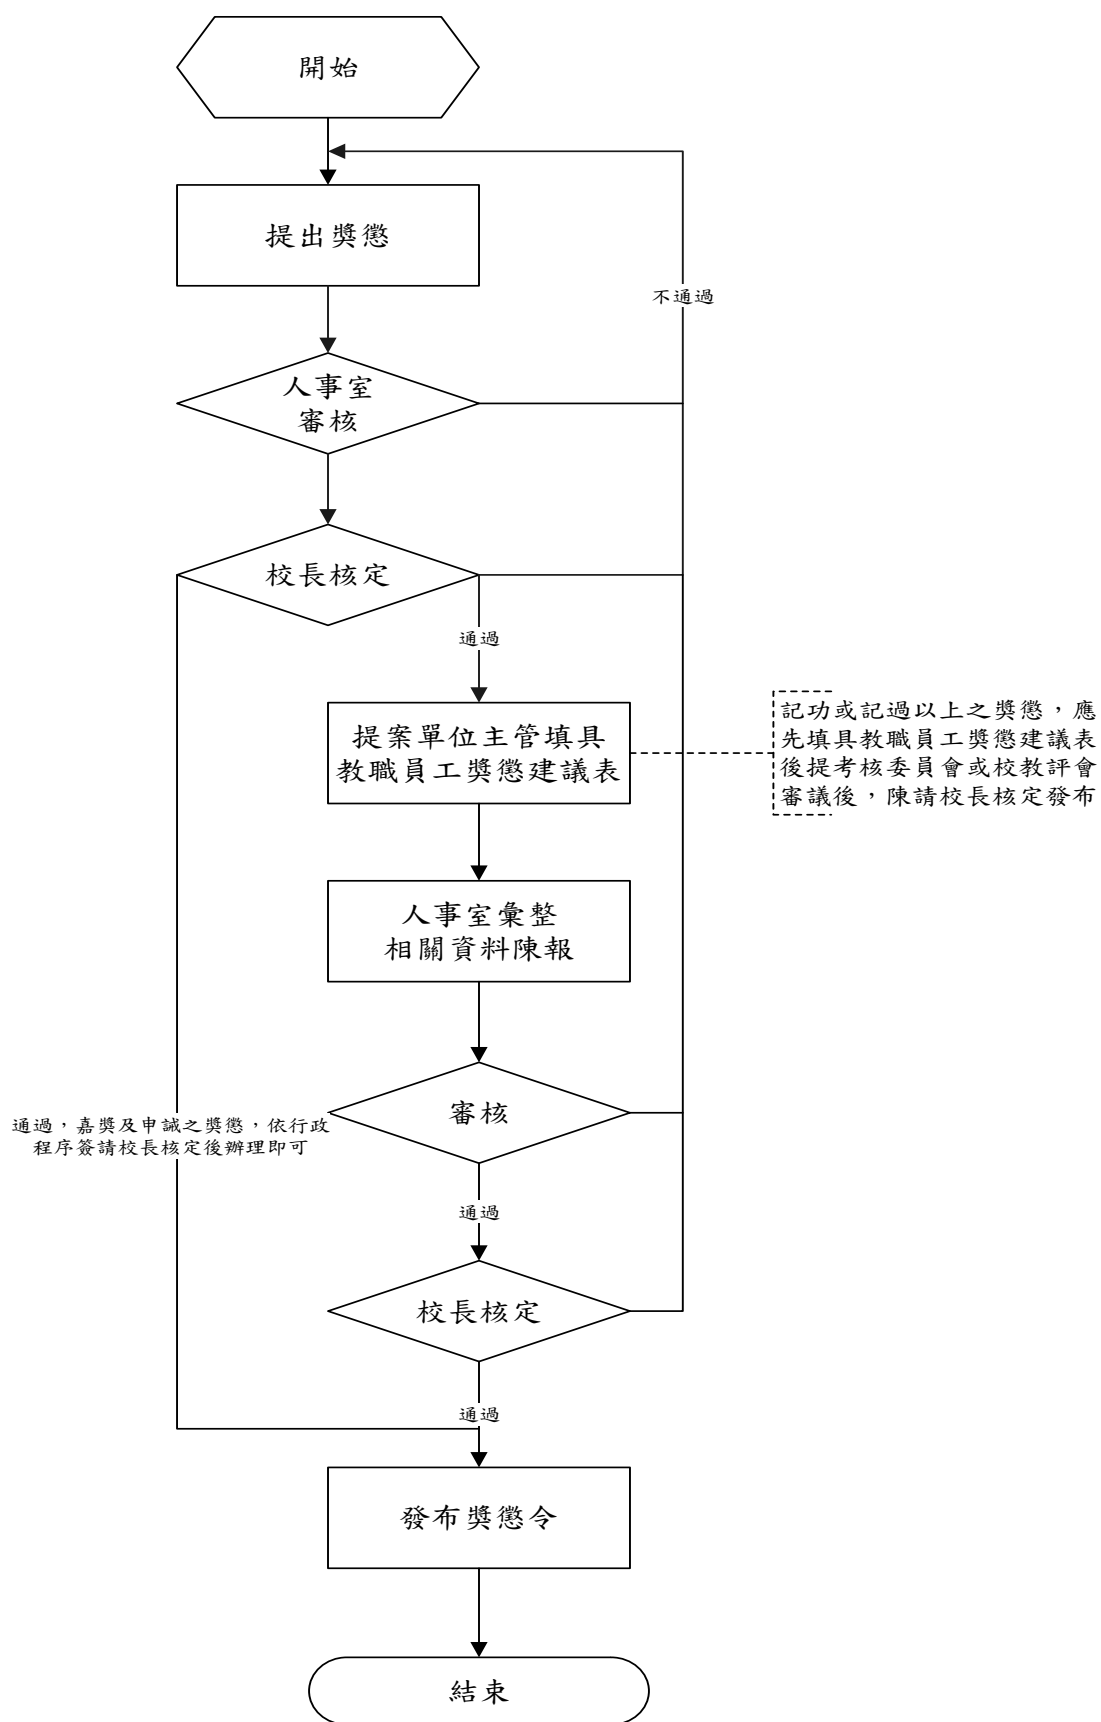 開始
提出獎懲
不通過
人事室
審核
校長核定
通過
提案單位主管填具
教職員工獎懲建議表
記功或記過以上之獎懲，應
先填具教職員工獎懲建議表
後提考核委員會或校教評會
審議後，陳請校長核定發布
人事室彙整
相關資料陳報
審核
通過，嘉獎及申誡之獎懲，依行政
程序簽請校長核定後辦理即可
通過
校長核定
通過
發布獎懲令
結束